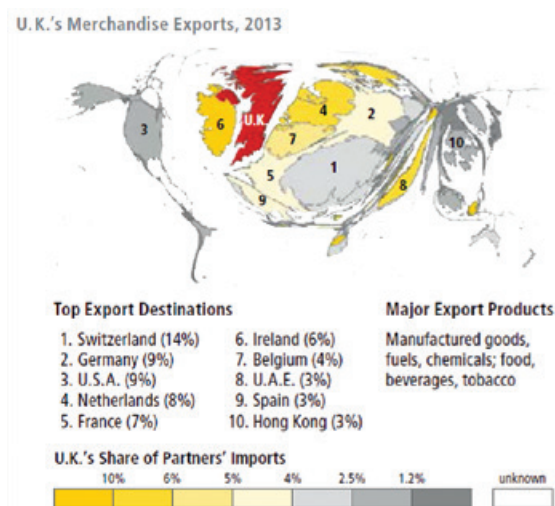 U.K.'s Merchandise Exports, 2013
6
U.K.
4
2
3
7
10
1
5
8
9
Top Export Destinations
1. Switzerland (14%)
2. Germany (9%)
3. U.S.A. (9%)
4. Netherlands (8%)
5. France (7%)
6. Ireland (6%)
7. Belgium (4%)
8. U.A.E. (3%)
9. Spain (3%)
10. Hong Kong (3%)
Major Export Products
Manufactured goods,
fuels, chemicals; food,
beverages, tobacco
U.K.'s Share of Partners' Imports
10% 6% 5% 4% 2.5% 1.2% unknown